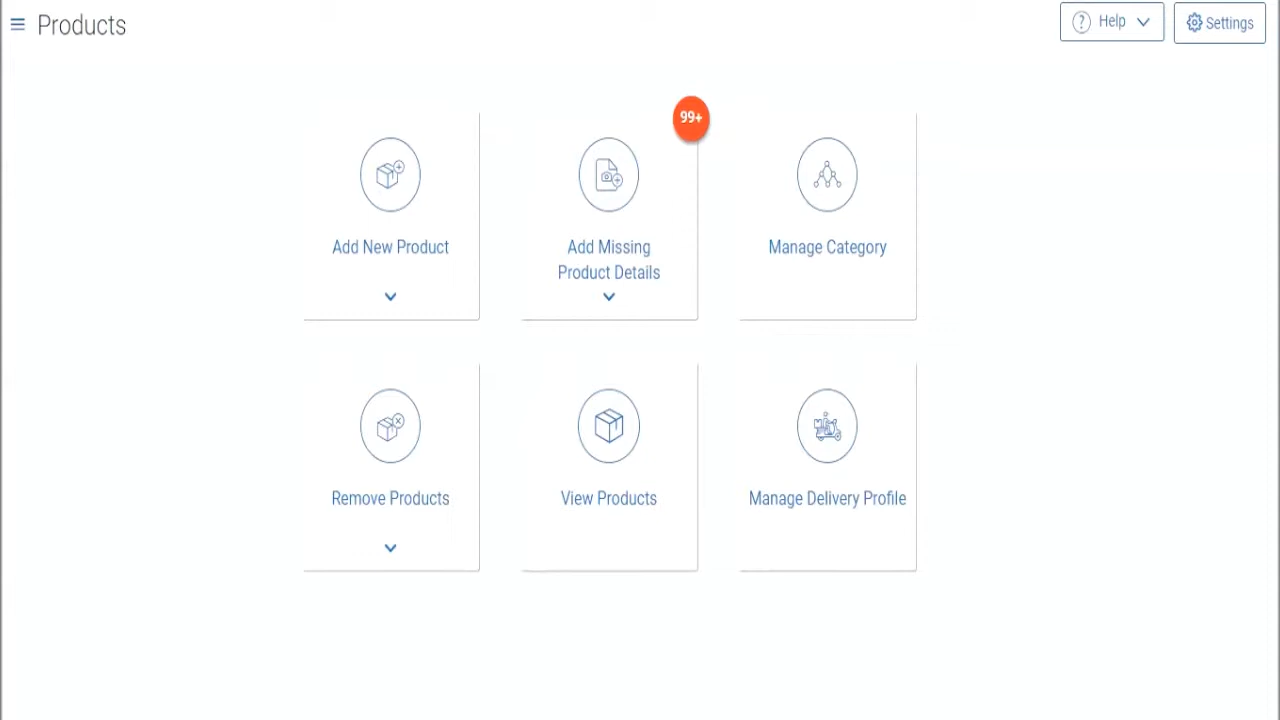 Products
Help
Settings
99+
Add New Product
Add Missing
Product Details
Manage Category
Remove Products
View Products
Manage Delivery Profile